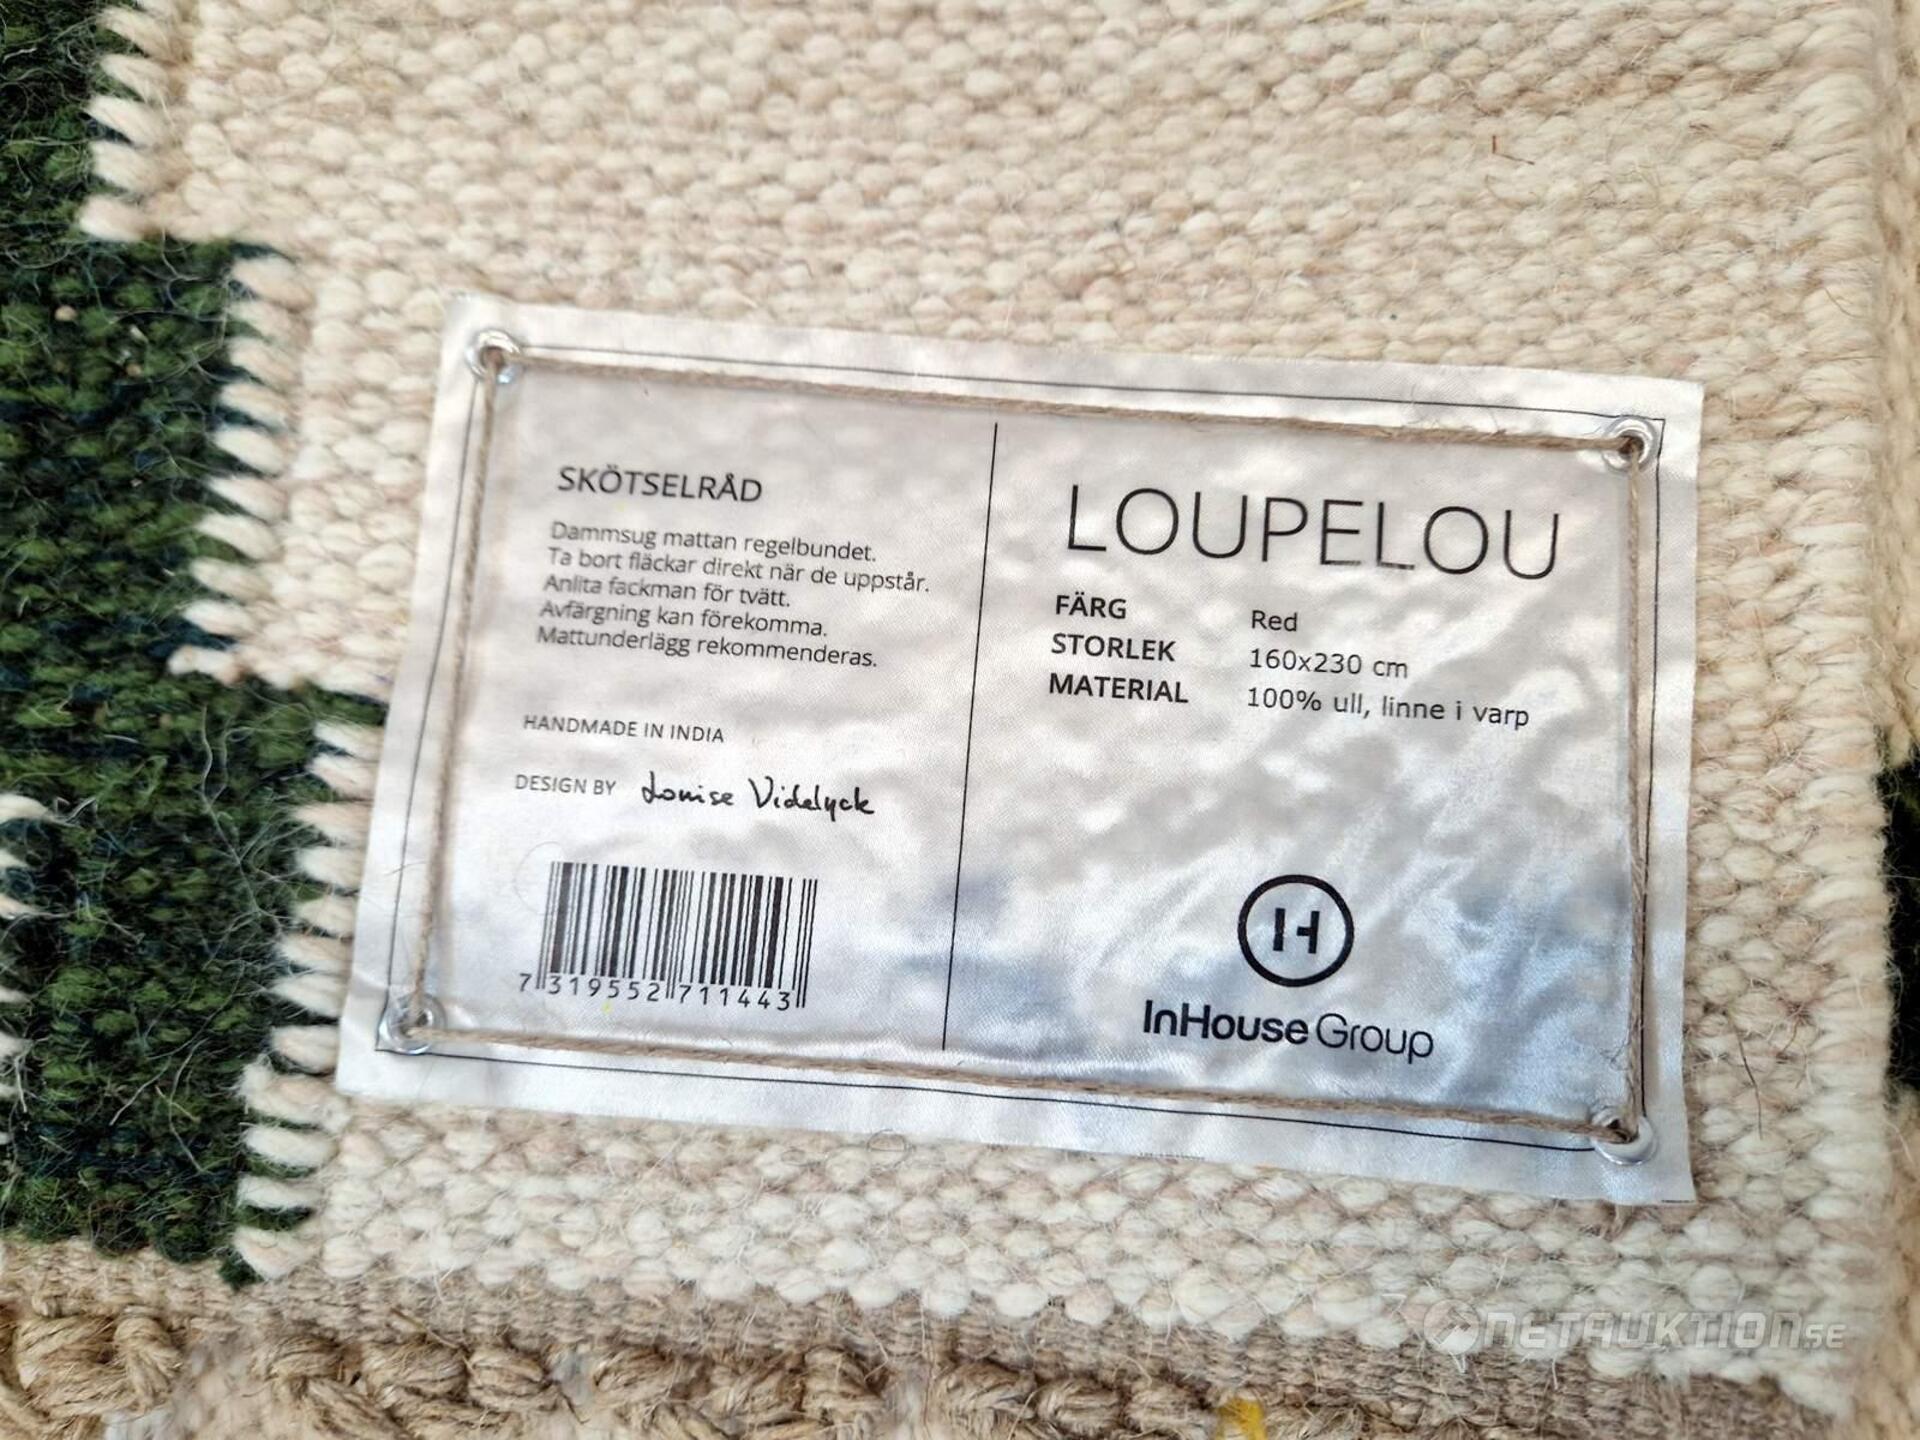 SKÖTSELRÅD
Dammsug mattan regelbundet.
Ta bort fläckar direkt när de uppstår.
Anlita fackman för tvätt.
Avfärgning kan förekomma.
Mattunderlägg rekommenderas.
HANDMADE IN INDIA
DESIGN BY Louise Videlyck
7 319552 711443
LOUPELOU
FÄRG Red
STORLEK 160x230 cm
MATERIAL 100% ull, linne i varp
InHouse Group
NETAUKTION.SE